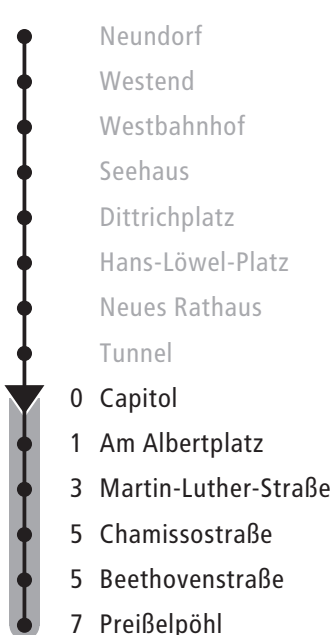 Neundorf
Westend
Westbahnhof
Seehaus
Dittrichplatz
Hans-Löwel-Platz
Neues Rathaus
Tunnel
0 Capitol
1 Am Albertplatz
3 Martin-Luther-Straße
5 Chamissostraße
5 Beethovenstraße
7 Preißelpöhl